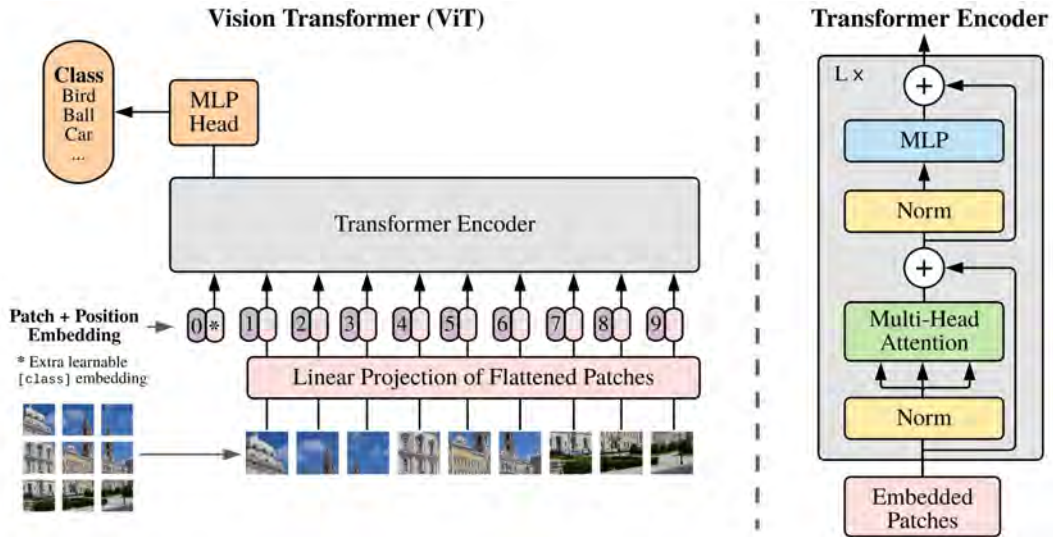 Vision Transformer (ViT)
Class
Bird
Ball
Car
...
MLP
Head
Transformer Encoder
Patch + Position
Embedding
* Extra learnable
[class] embedding
0 * 1 2 3 4 5 6 7 8 9
Linear Projection of Flattened Patches
Transformer Encoder
L ×
+
MLP
Norm
+
Multi-Head
Attention
Norm
Embedded
Patches